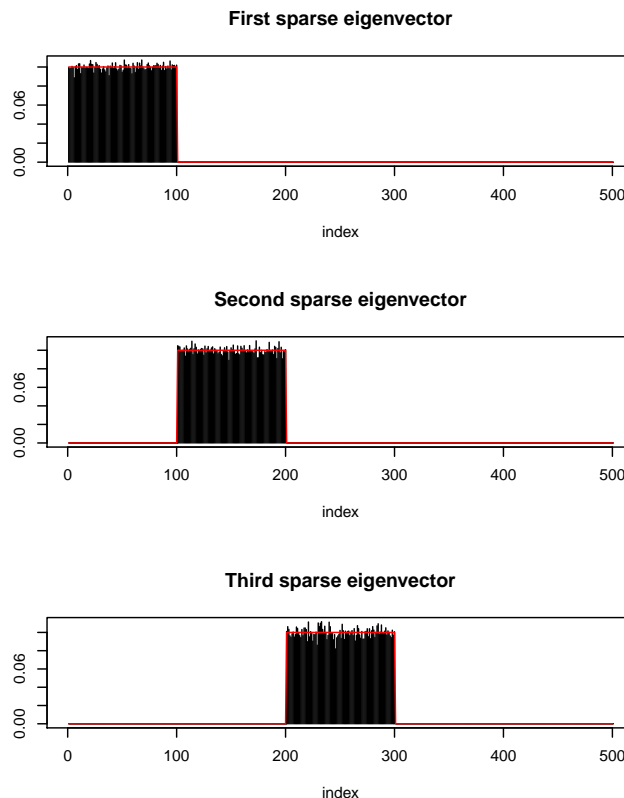 First sparse eigenvector
0.06
0.00
0 100 200 300 400 500
index
Second sparse eigenvector
0.06
0.00
0 100 200 300 400 500
index
Third sparse eigenvector
0.06
0.00
0 100 200 300 400 500
index